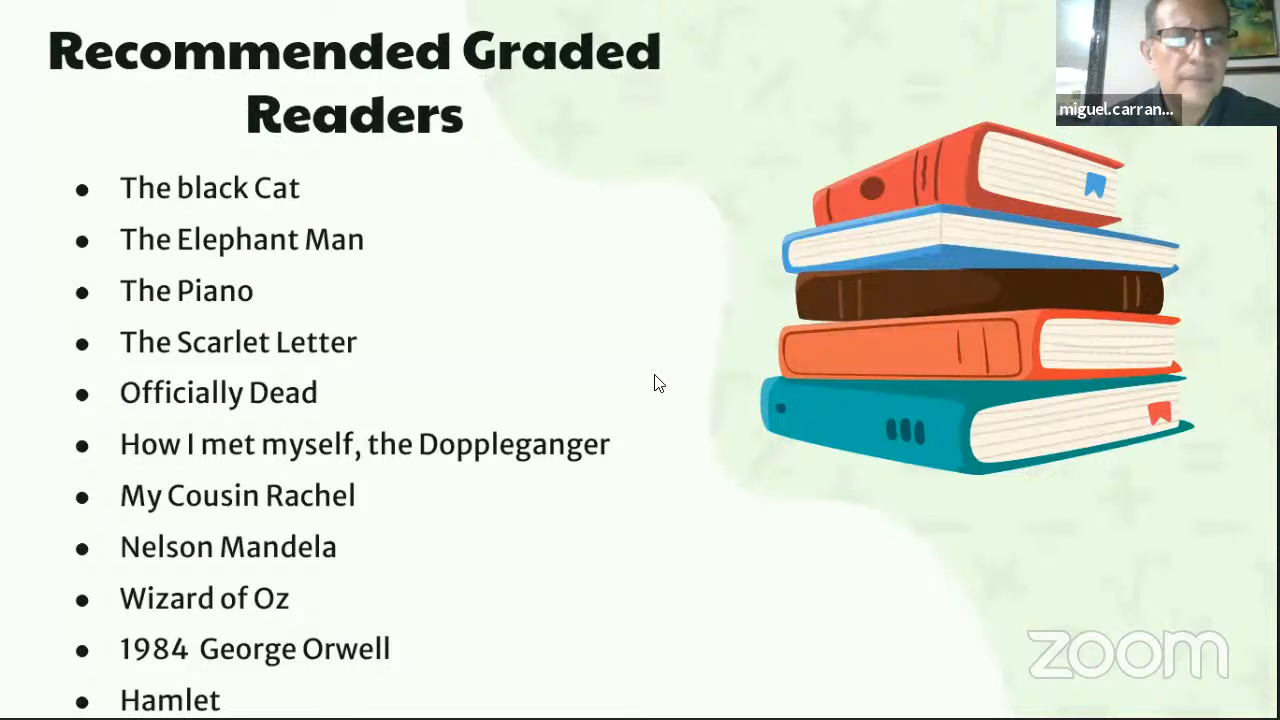 Recommended Graded
Readers
miguel.carran...
● The black Cat
● The Elephant Man
● The Piano
● The Scarlet Letter
● Officially Dead
● How I met myself, the Doppleganger
● My Cousin Rachel
● Nelson Mandela
● Wizard of Oz
● 1984 George Orwell
● Hamlet
zoom